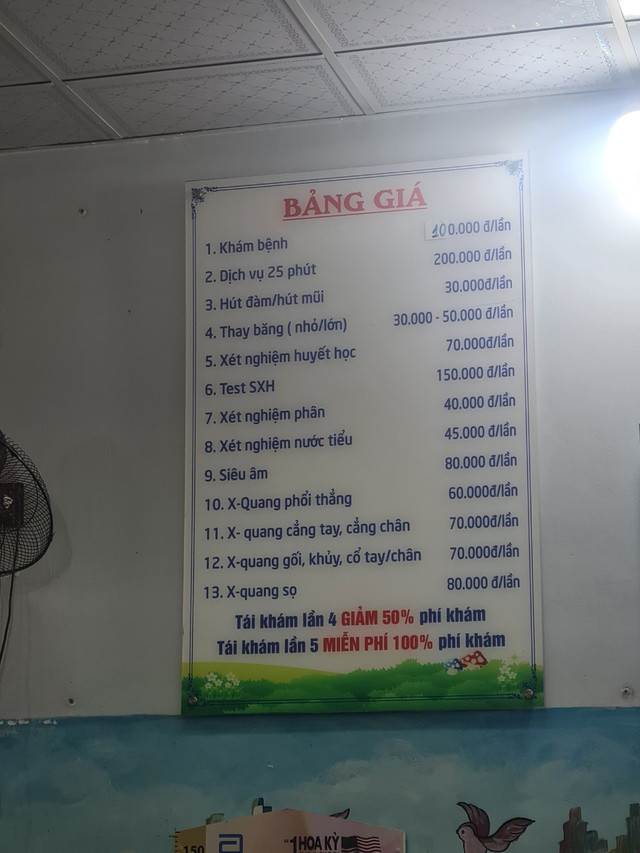 BẢNG GIÁ
1. Khám bệnh 100.000 đ/lần
2. Dịch vụ 25 phút 200.000 đ/lần
3. Hút đàm/hút mũi 30.000đ/lần
4. Thay băng ( nhỏ/lớn) 30.000 - 50.000 đ/lần
5. Xét nghiệm huyết học 70.000đ/lần
6. Test SXH 150.000 đ/lần
7. Xét nghiệm phân 40.000 đ/lần
8. Xét nghiệm nước tiểu 45.000 đ/lần
9. Siêu âm 80.000 đ/lần
10. X-Quang phổi thẳng 60.000đ/lần
11. X- quang cẳng tay, cẳng chân 70.000đ/lần
12. X-quang gối, khủy, cổ tay/chân 70.000đ/lần
13. X-quang sọ 80.000 đ/lần
Tái khám lần 4 GIẢM 50% phí khám
Tái khám lần 5 MIỄN PHÍ 100% phí khám
150
"1 HOA KỲ